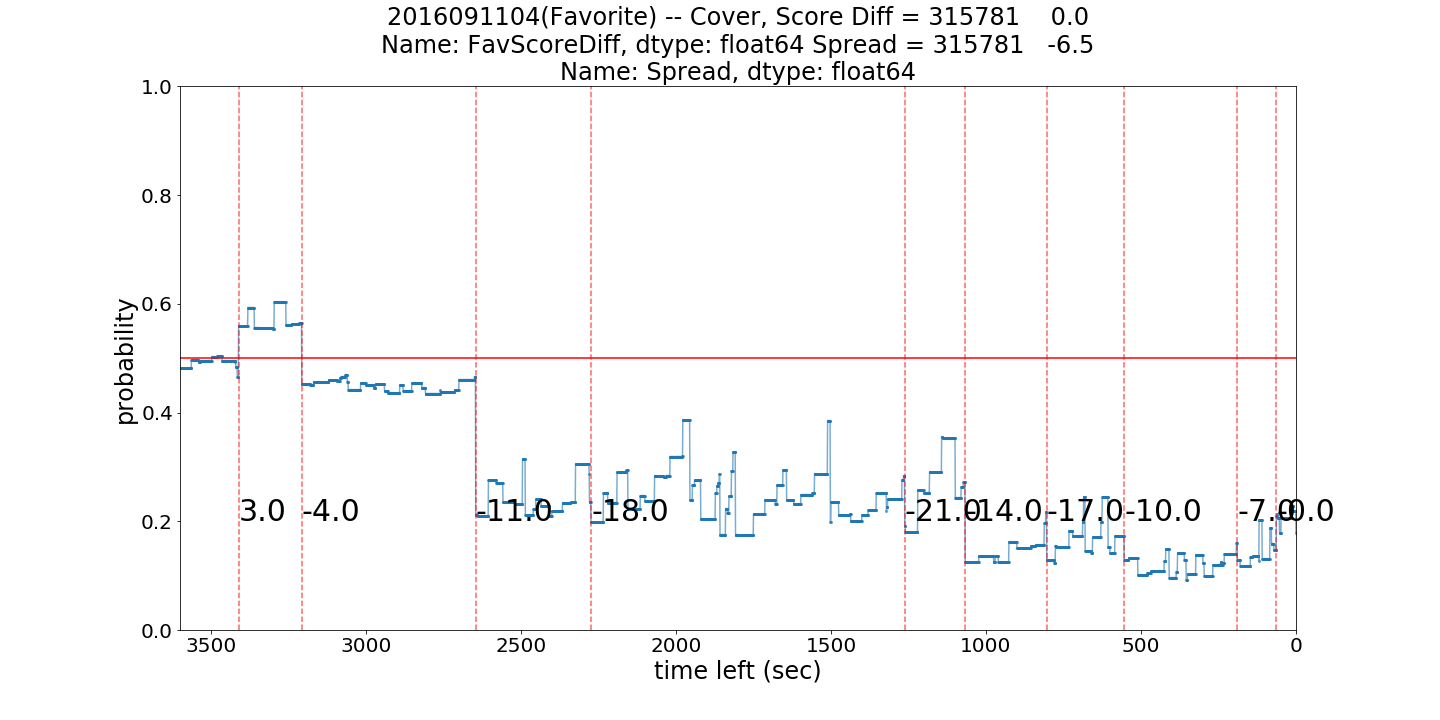 2016091104(Favorite) -- Cover, Score Diff = 315781    0.0
Name: FavScoreDiff, dtype: float64 Spread = 315781   -6.5
Name: Spread, dtype: float64
1.0
0.8
0.6
0.4
0.2
0.0
probability
3.0 -4.0 -11.0 -18.0 -21.0 -14.0 -17.0 -10.0 -7.0 -0.0
3500 3000 2500 2000 1500 1000 500 0
time left (sec)